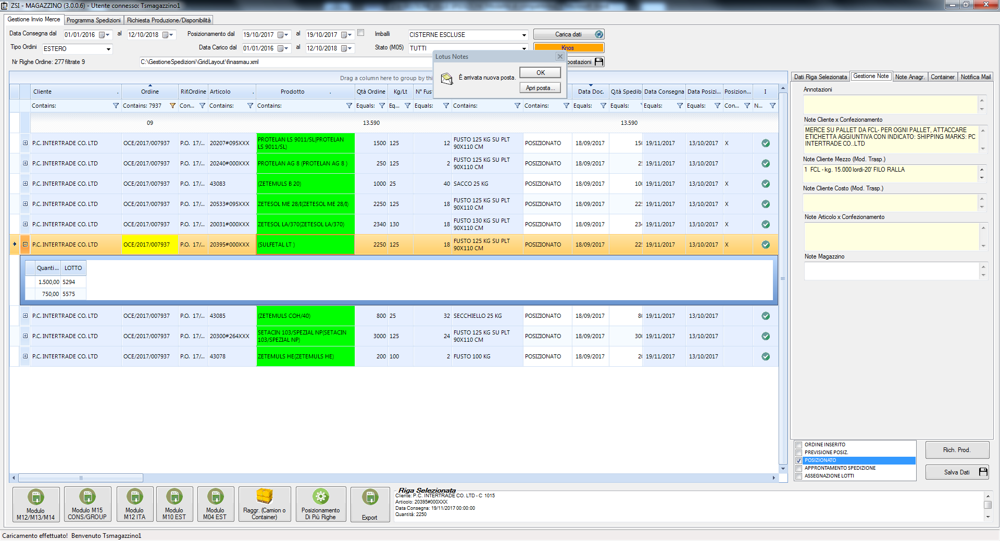 ZSI - MAGAZZINO (3.0.0.6) - Utente connesso: Tsmagazzino1
Gestione Invio Merce Programma Spedizioni Richiesta Produzione/Disponibilità
Data Consegna dal 01/01/2016 al 12/10/2018 Posizionamento dal 19/10/2017 al 19/10/2017 Imballi CISTERNE ESCLUSE Carica dati
Tipo Ordini ESTERO Data Carico dal 01/01/2016 al 12/10/2018 Stato (M05) TUTTI Knos
Nr Righe Ordine: 277 filtrate 9 C:\GestioneSpedizioni\GridLayout\finasmau.xml postazioni
Lotus Notes
È arrivata nuova posta.
OK
Apri posta...
Drag a column here to group by thi
Cliente Ordine Rif.Ordine Articolo Prodotto Qtà Ordine Kg/Lt N° Fus Data Doc. Q.tà Spedib Data Consegna Data Posizi... Posizion... I
Contains: Contains: 7937 Con... Contains: Contains: Equals: Eq... Equals: Contains: Contains: Equals: Equals: Equals: Equals: Con... N...
09 13.590 13.590
P.C. INTERTRADE CO. LTD OCE/2017/007937 P.O. 17/... 20207#095XXX PROTELAN LS 9011/SL(PROTELAN LS 9011/SL) 1500 125 12 FUSTO 125 KG SU PLT 90X110 CM POSIZIONATO 18/09/2017 150 19/11/2017 13/10/2017 X
P.C. INTERTRADE CO. LTD OCE/2017/007937 P.O. 17/... 20240#000XXX PROTELAN AG 8 (PROTELAN AG 8 ) 250 125 2 FUSTO 125 KG SU PLT 90X110 CM POSIZIONATO 18/09/2017 25 19/11/2017 13/10/2017
P.C. INTERTRADE CO. LTD OCE/2017/007937 P.O. 17/... 43083 (ZETEMULS B 20) 1000 25 40 SACCO 25 KG POSIZIONATO 18/09/2017 100 19/11/2017 13/10/2017 X
P.C. INTERTRADE CO. LTD OCE/2017/007937 P.O. 17/... 20533#095XXX ZETESOL ME 28/I(ZETESOL ME 28/I) 2250 125 18 FUSTO 125 KG SU PLT 90X110 CM POSIZIONATO 18/09/2017 225 19/11/2017 13/10/2017 X
P.C. INTERTRADE CO. LTD OCE/2017/007937 P.O. 17/... 20031#000XXX ZETESOL LA/370(ZETESOL LA/370) 2340 130 18 FUSTO 130 KG SU PLT 90X110 CM POSIZIONATO 18/09/2017 234 19/11/2017 13/10/2017 X
P.C. INTERTRADE CO. LTD OCE/2017/007937 P.O. 17/... 20395#000XXX (SULFETAL LT ) 2250 125 18 FUSTO 125 KG SU PLT 90X110 CM POSIZIONATO 18/09/2017 225 19/11/2017 13/10/2017 X
Quanti... LOTTO
1.500,00 5294
750,00 5575
P.C. INTERTRADE CO. LTD OCE/2017/007937 P.O. 17/... 43085 (ZETEMULS COH/40) 800 25 32 SECCHIELLO 25 KG POSIZIONATO 18/09/2017 80 19/11/2017 13/10/2017
P.C. INTERTRADE CO. LTD OCE/2017/007937 P.O. 17/... 20300#264XXX SETACIN 103/SPEZIAL NP(SETACIN 103/SPEZIAL NP) 3000 125 24 FUSTO 125 KG SU PLT 90X110 CM POSIZIONATO 18/09/2017 300 19/11/2017 13/10/2017
P.C. INTERTRADE CO. LTD OCE/2017/007937 P.O. 17/... 43078 ZETEMULS HE(ZETEMULS HE) 200 100 2 FUSTO 100 KG POSIZIONATO 18/09/2017 20 19/11/2017 13/10/2017
Dati Riga Selezionata Gestione Note Note Anagr. Container Notifica Mail
Annotazioni
Note Cliente x Confezionamento
MERCE SU PALLET DA FCL- PER OGNI PALLET, ATTACCARE
ETICHETTA AGGIUNTIVA CON INDICATO: SHIPPING MARKS: PC
INTERTRADE CO..LTD
Note Cliente Mezzo (Mod. Trasp.)
1 FCL - kg. 15.000 lordi-20' FILO RALLA
Note Cliente Costo (Mod. Trasp.)
Note Articolo x Confezionamento
Note Magazzino
ORDINE INSERITO
PREVISIONE POSIZ.
POSIZIONATO
APPRONTAMENTO SPEDIZIONE
ASSEGNAZIONE LOTTI
Rich. Prod.
Salva Dati
Modulo M12/M13/M14
Modulo M15 CONS/GROUP
Modulo M12 ITA
Modulo M10 EST
Modulo M04 EST
Raggr. (Camion o Container)
Posizionamento Di Più Righe
Export
Riga Selezionata
Cliente: P.C. INTERTRADE CO. LTD - C 1015
Articolo: 20395#000XXX
Data Consegna: 19/11/2017 00:00:00
Quantità: 2250
Caricamento effettuato! Benvenuto Tsmagazzino1